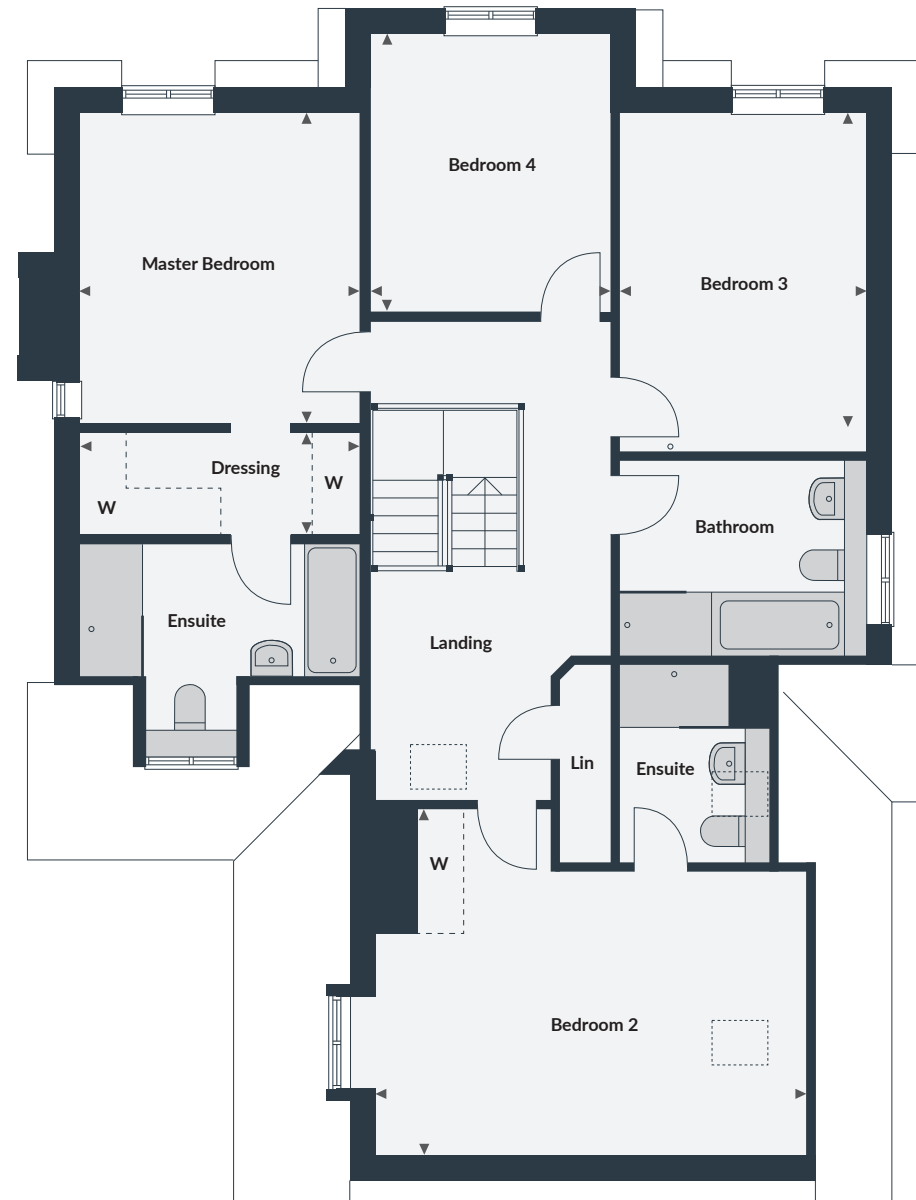 Bedroom 4
Master Bedroom
Bedroom 3
Dressing
W
W
Bathroom
Ensuite
Landing
Lin
Ensuite
W
Bedroom 2